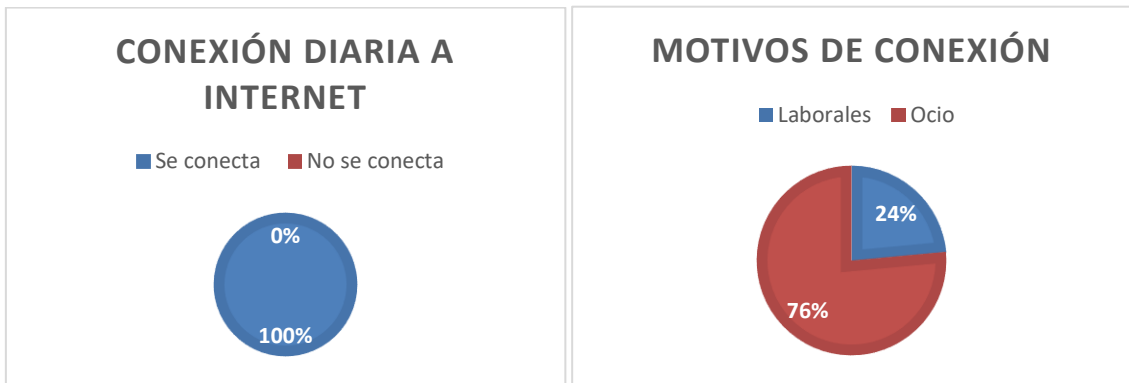 CONEXIÓN DIARIA A
INTERNET
Se conecta No se conecta
0%
100%
MOTIVOS DE CONEXIÓN
Laborales Ocio
24%
76%